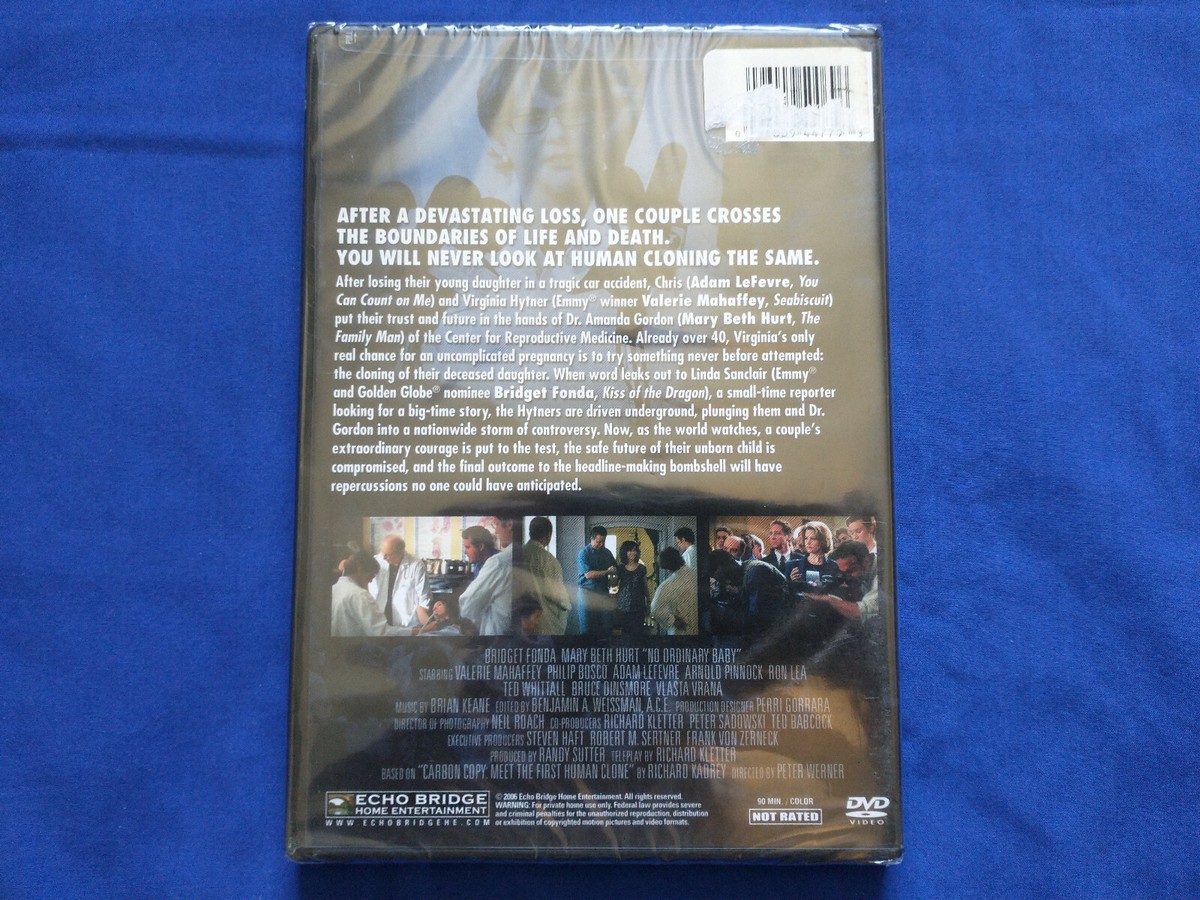 AFTER A DEVASTATING LOSS, ONE COUPLE CROSSES
THE BOUNDARIES OF LIFE AND DEATH.
YOU WILL NEVER LOOK AT HUMAN CLONING THE SAME.
After losing their young daughter in a tragic car accident, Chris (Adam LeFevre, You
Can Count on Me) and Virginia Hytner (Emmy® winner Valerie Mahaffey, Seabiscuit)
put their trust and future in the hands of Dr. Amanda Gordon (Mary Beth Hurt, The
Family Man) of the Center for Reproductive Medicine. Already over 40, Virginia's only
real chance for an uncomplicated pregnancy is to try something never before attempted:
the cloning of their deceased daughter. When word leaks out to Linda Sanclair (Emmy®
and Golden Globe® nominee Bridget Fonda, Kiss of the Dragon), a small-time reporter
looking for a big-time story, the Hytners are driven underground, plunging them and Dr.
Gordon into a nationwide storm of controversy. Now, as the world watches, a couple's
extraordinary courage is put to the test, the safe future of their unborn child is
compromised, and the final outcome to the headline-making bombshell will have
repercussions no one could have anticipated.
BRIDGET FONDA MARY BETH HURT "NO ORDINARY BABY"
STARRING VALERIE MAHAFFEY PHILIP BOSCO ADAM LEFEVRE ARNOLD PINNOCK RON LEA
TED WHITTALL BRUCE DINSMORE VLASTA VRANA
MUSIC BY BRIAN KEANE EDITED BY BENJAMIN A. WEISSMAN, A.C.E. PRODUCTION DESIGNER PERRI GORRARA
DIRECTOR OF PHOTOGRAPHY NEIL ROACH CO-PRODUCERS RICHARD KLETTER PETER SADOWSKI TED BABCOCK
EXECUTIVE PRODUCERS STEVEN HAFT ROBERT M. SERTNER FRANK VON ZERNECK
PRODUCED BY RANDY SUTTER TELEPLAY BY RICHARD KLETTER
BASED ON "CARBON COPY: MEET THE FIRST HUMAN CLONE" BY RICHARD KADREY DIRECTED BY PETER WERNER
ECHO BRIDGE
HOME ENTERTAINMENT
WWW.ECHOBRIDGEHE.COM
© 2006 Echo Bridge Home Entertainment. All rights reserved.
WARNING: For private home use only. Federal law provides severe
and criminal penalties for the unauthorized reproduction, distribution
or exhibition of copyrighted motion pictures and video formats.
90 MIN. / COLOR
NOT RATED
DVD
VIDEO